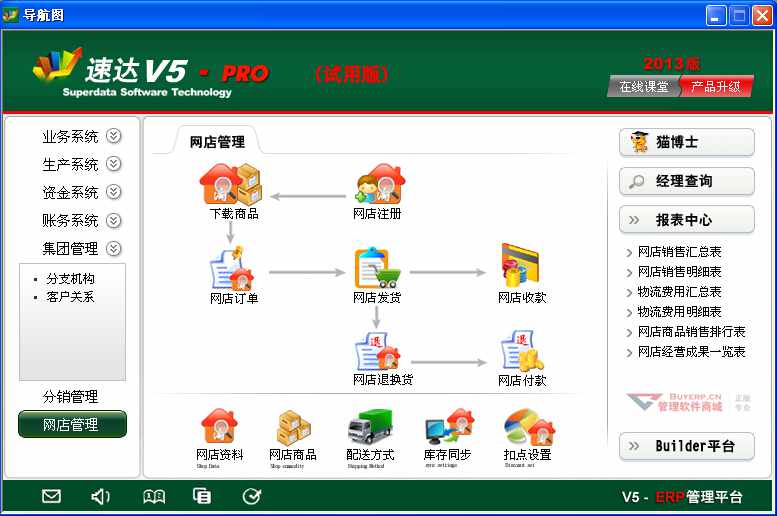 导航图
速达V5 - PRO (试用版)
Superdata Software Technology
2013版
在线课堂 产品升级
业务系统
生产系统
资金系统
账务系统
集团管理
分支机构
客户关系
分销管理
网店管理
网店管理
下载商品
网店注册
网店订单
网店发货
网店收款
退
网店退换货
退
网店付款
网店资料
Shop Data
网店商品
Shop commodity
配送方式
Shipping Method
库存同步
sync settings
扣点设置
Discount set
猫博士
经理查询
报表中心
网店销售汇总表
网店销售明细表
物流费用汇总表
物流费用明细表
网店商品销售排行表
网店经营成果一览表
BUYERP.CN
管理软件商城
正版
专业
Builder平台
V5 - ERP管理平台